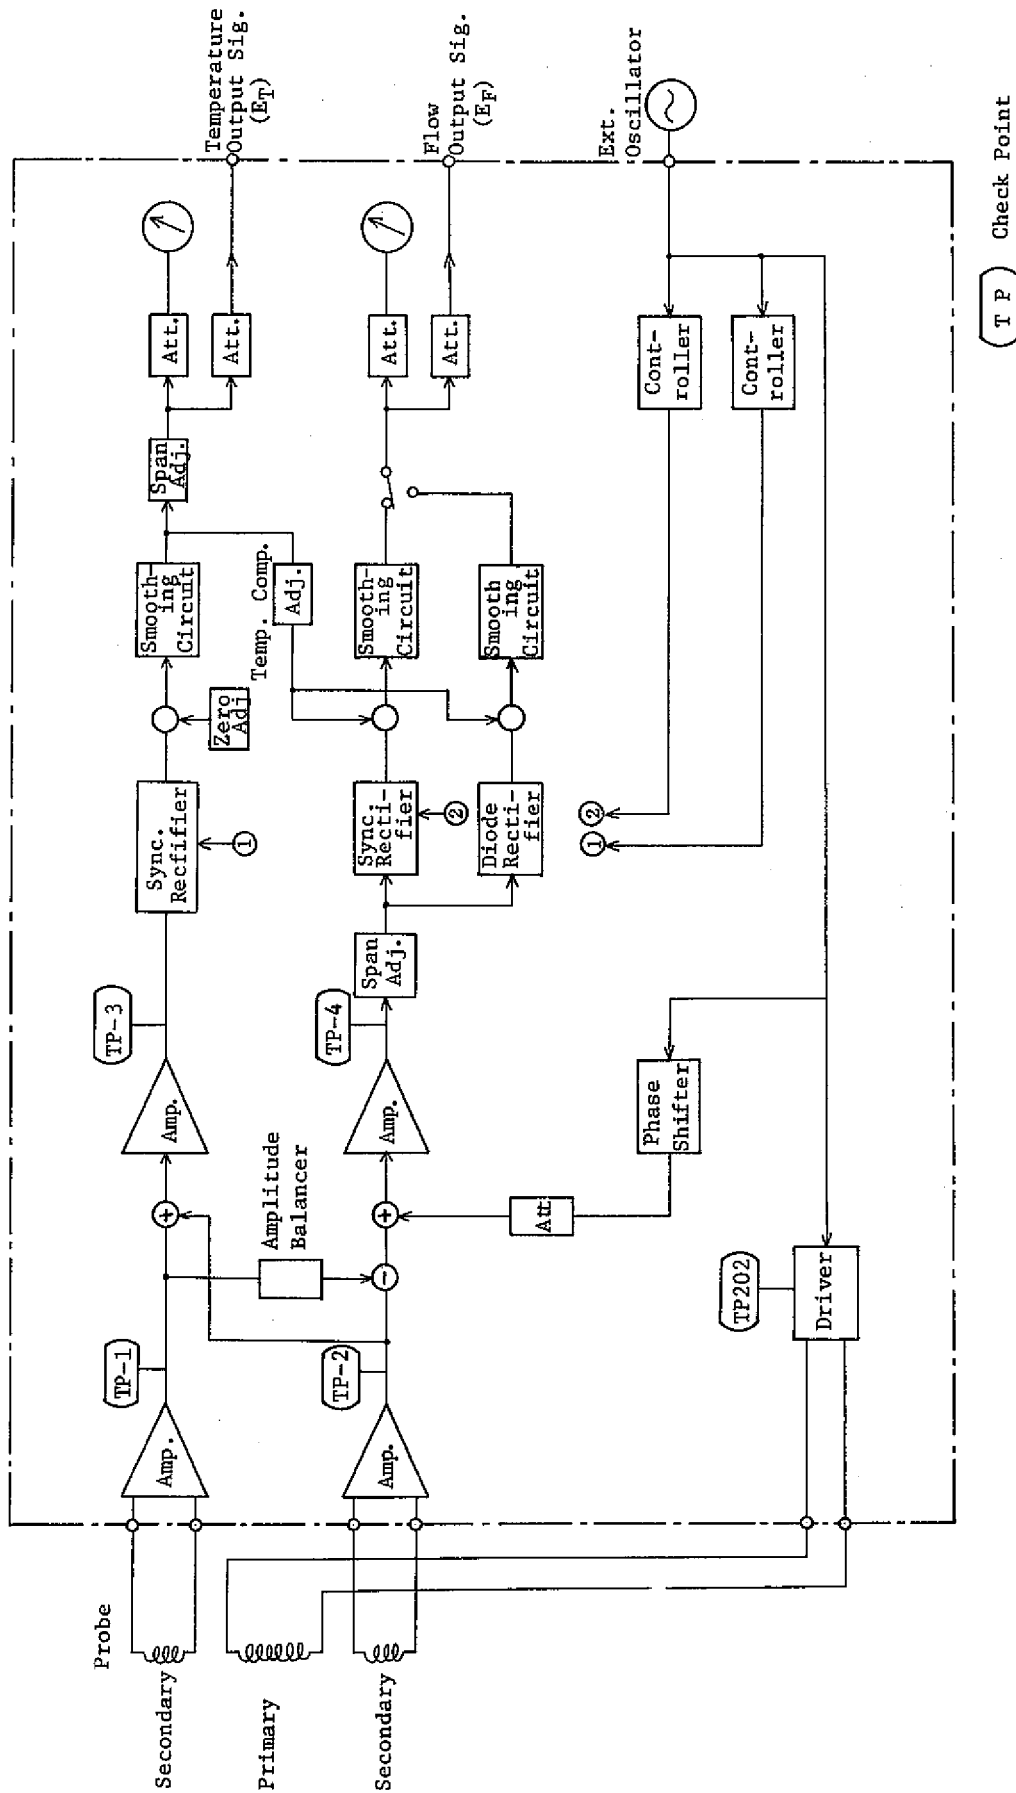 Probe
Secondary
Primary
Secondary
Amp.
TP-1
Amp.
TP-2
+
Amplitude
Balancer
−
+
Att
Amp.
TP-3
Amp.
TP-4
Span
Adj.
Sync.
Recfifier
1
Zero
Adj.
Smooth-
ing
Circuit
Span
Adj.
Att.
Att.
Temperature
Output Sig.
(ET)
Temp. Comp.
Adj.
Sync.
Recti-
fier
2
Diode
Recti-
fier
Smooth-
ing
Circuit
Smooth
ing
Circuit
Att.
Att.
Flow
Output Sig.
(EF)
2
1
Cont-
roller
Cont-
roller
Ext.
Oscillator
Phase
Shifter
TP202
Driver
T P
Check Point